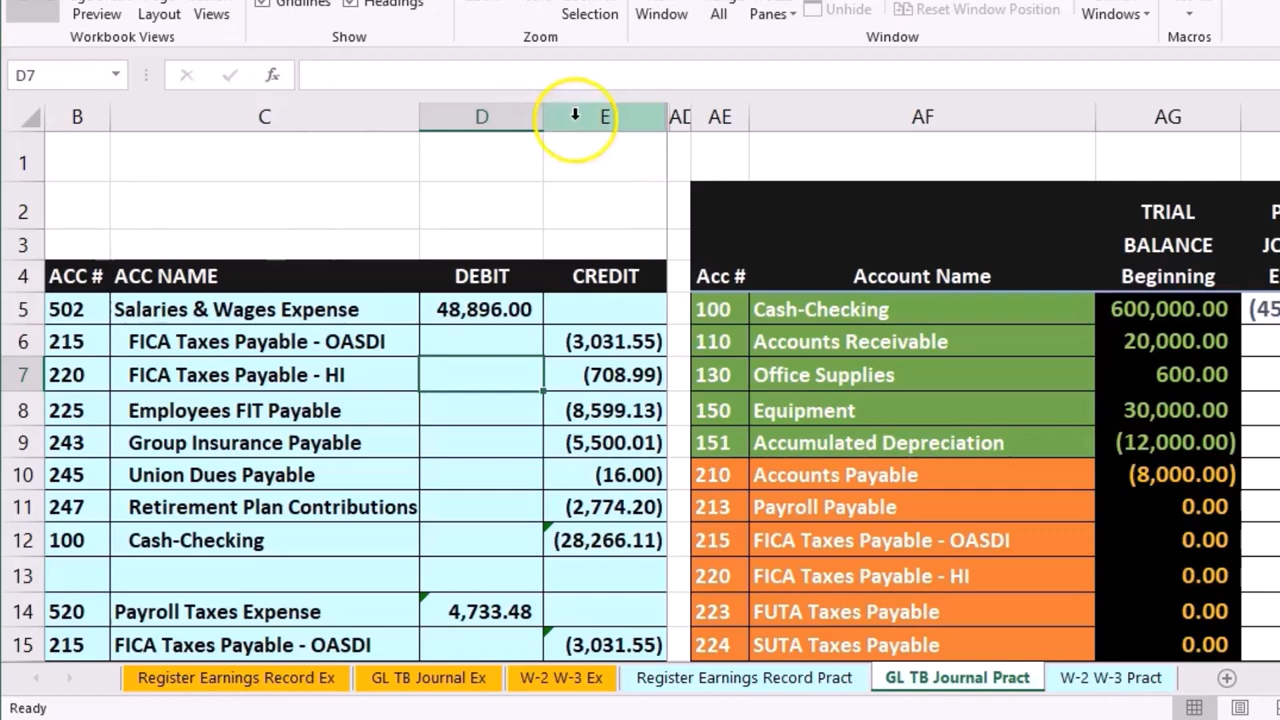 Preview Layout Views
Workbook Views
Gridlines Headings
Show
Selection
Zoom
Window All Panes
Unhide
Reset Window Position
Windows
Window
Macros
D7
fx
B C D E AD AE AF AG
1
2 TRIAL
3 BALANCE
4 ACC # ACC NAME DEBIT CREDIT Acc # Account Name Beginning
5 502 Salaries & Wages Expense 48,896.00 100 Cash-Checking 600,000.00 (45
6 215 FICA Taxes Payable - OASDI (3,031.55) 110 Accounts Receivable 20,000.00
7 220 FICA Taxes Payable - HI (708.99) 130 Office Supplies 600.00
8 225 Employees FIT Payable (8,599.13) 150 Equipment 30,000.00
9 243 Group Insurance Payable (5,500.01) 151 Accumulated Depreciation (12,000.00)
10 245 Union Dues Payable (16.00) 210 Accounts Payable (8,000.00)
11 247 Retirement Plan Contributions (2,774.20) 213 Payroll Payable 0.00
12 100 Cash-Checking (28,266.11) 215 FICA Taxes Payable - OASDI 0.00
13 220 FICA Taxes Payable - HI 0.00
14 520 Payroll Taxes Expense 4,733.48 223 FUTA Taxes Payable 0.00
15 215 FICA Taxes Payable - OASDI (3,031.55) 224 SUTA Taxes Payable 0.00
Register Earnings Record Ex GL TB Journal Ex W-2 W-3 Ex Register Earnings Record Pract GL TB Journal Pract W-2 W-3 Pract
Ready